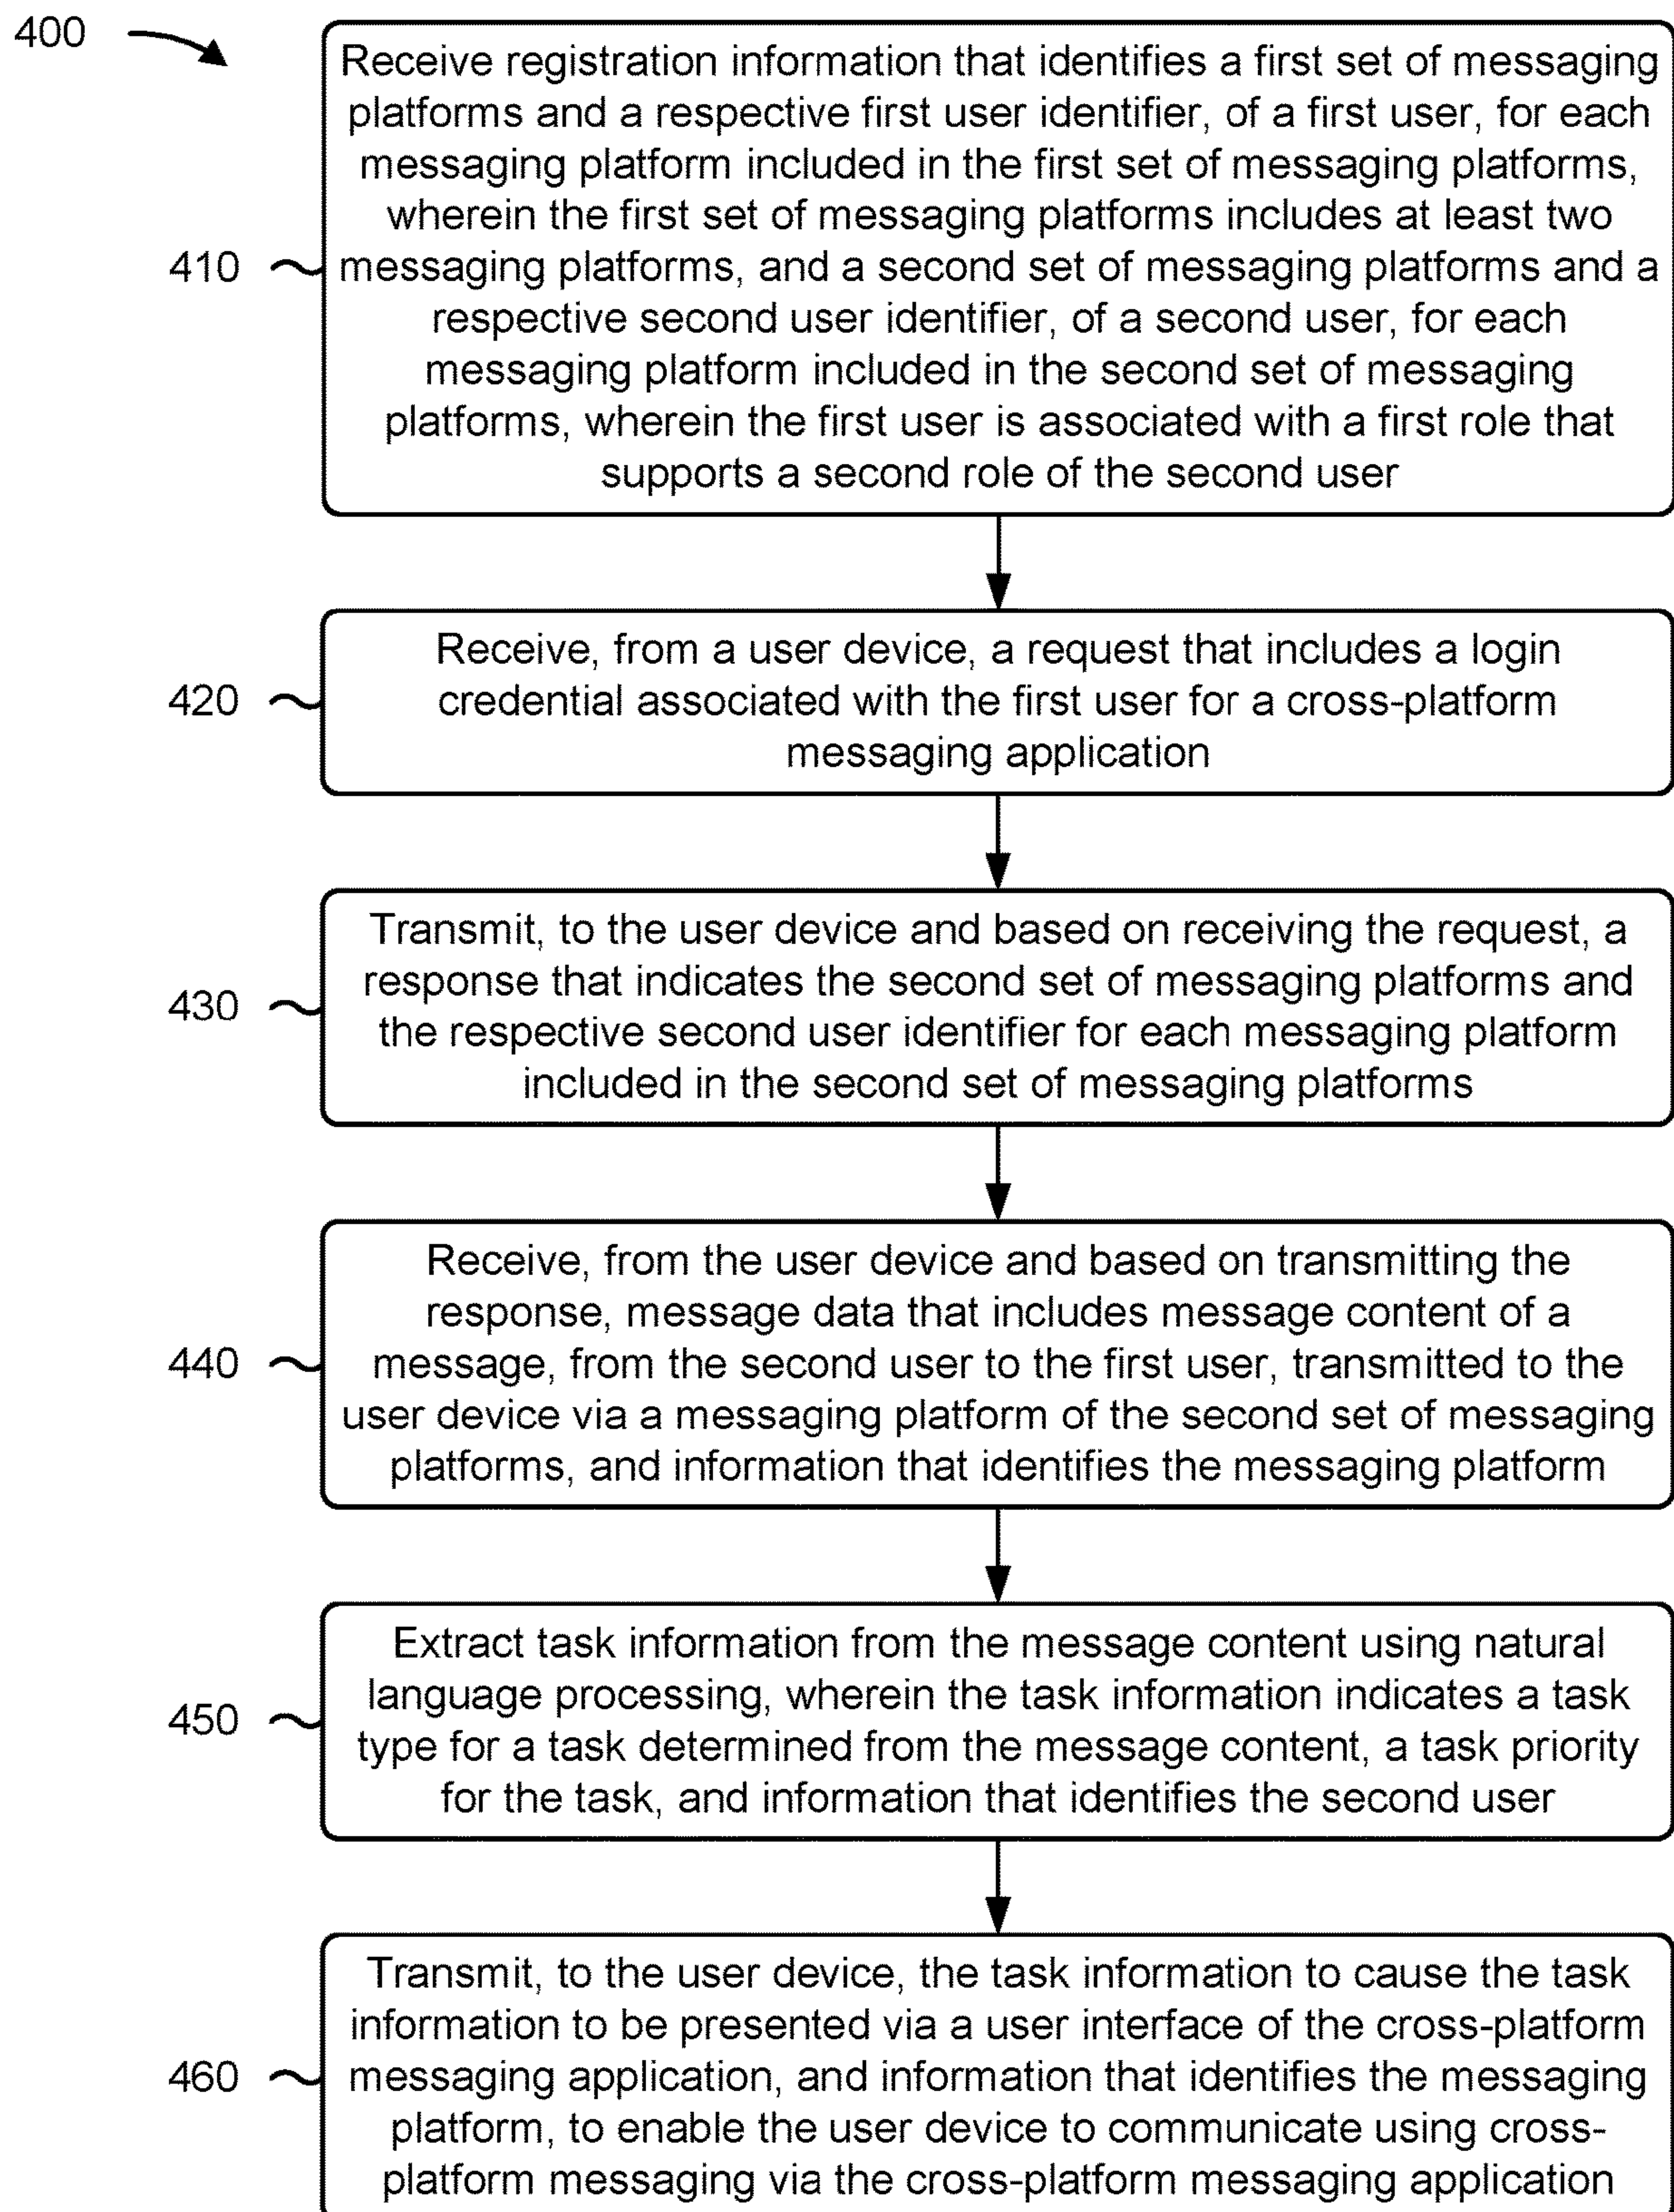 400
Receive registration information that identifies a first set of messaging
platforms and a respective first user identifier, of a first user, for each
messaging platform included in the first set of messaging platforms,
wherein the first set of messaging platforms includes at least two
410
messaging platforms, and a second set of messaging platforms and a
respective second user identifier, of a second user, for each
messaging platform included in the second set of messaging
platforms, wherein the first user is associated with a first role that
supports a second role of the second user
Receive, from a user device, a request that includes a login
420
credential associated with the first user for a cross-platform
messaging application
Transmit, to the user device and based on receiving the request, a
response that indicates the second set of messaging platforms and
430
the respective second user identifier for each messaging platform
included in the second set of messaging platforms
Receive, from the user device and based on transmitting the
response, message data that includes message content of a
440
message, from the second user to the first user, transmitted to the
user device via a messaging platform of the second set of messaging
platforms, and information that identifies the messaging platform
Extract task information from the message content using natural
language processing, wherein the task information indicates a task
450
type for a task determined from the message content, a task priority
for the task, and information that identifies the second user
Transmit, to the user device, the task information to cause the task
information to be presented via a user interface of the cross-platform
460
messaging application, and information that identifies the messaging
platform, to enable the user device to communicate using cross-
platform messaging via the cross-platform messaging application